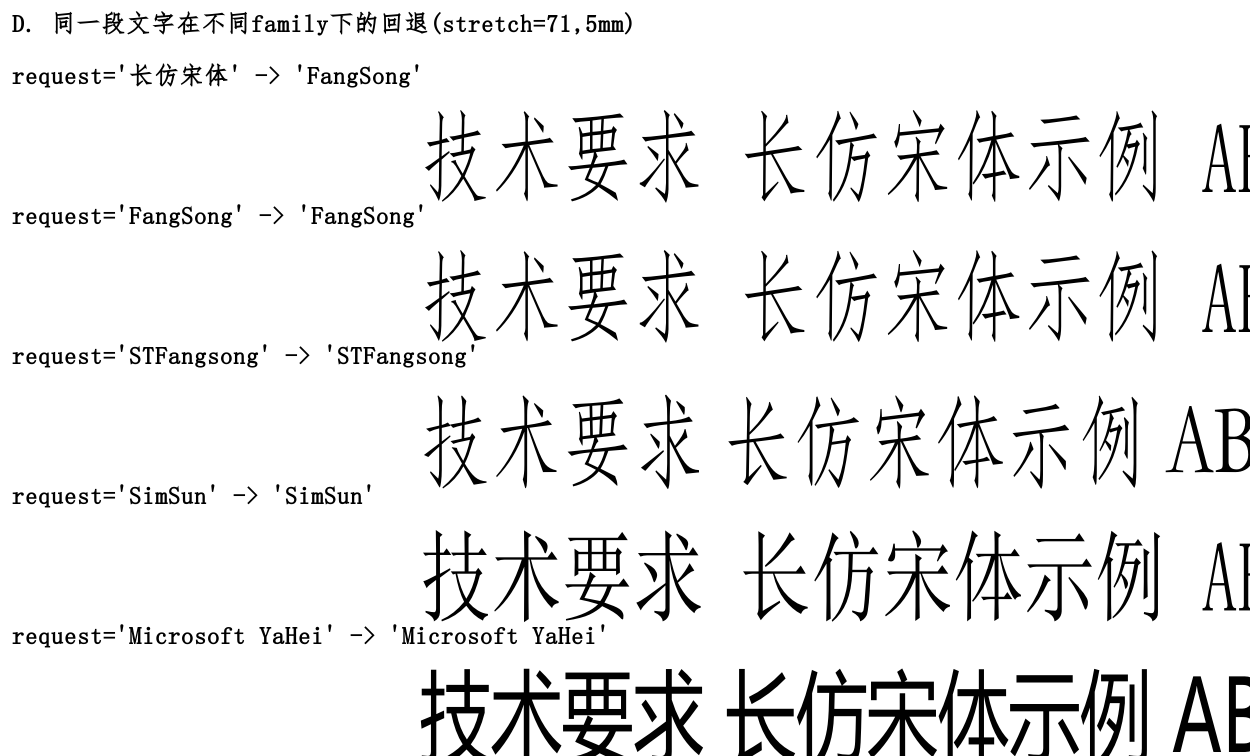 D. 同一段文字在不同family下的回退(stretch=71,5mm)
request='长仿宋体' -> 'FangSong'
技术要求 长仿宋体示例 A
request='FangSong' -> 'FangSong'
技术要求 长仿宋体示例 A
request='STFangsong' -> 'STFangsong'
技术要求 长仿宋体示例 AB
request='SimSun' -> 'SimSun'
技术要求 长仿宋体示例 A
request='Microsoft YaHei' -> 'Microsoft YaHei'
技术要求 长仿宋体示例 AB